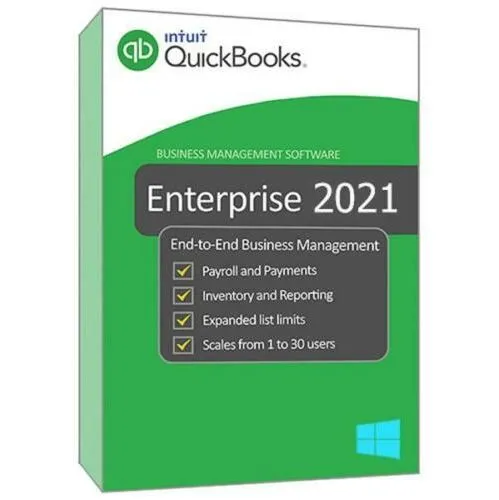 qb
intuit
QuickBooks.
BUSINESS MANAGEMENT SOFTWARE
Enterprise 2021
End-to-End Business Management
Payroll and Payments
Inventory and Reporting
Expanded list limits
Scales from 1 to 30 users